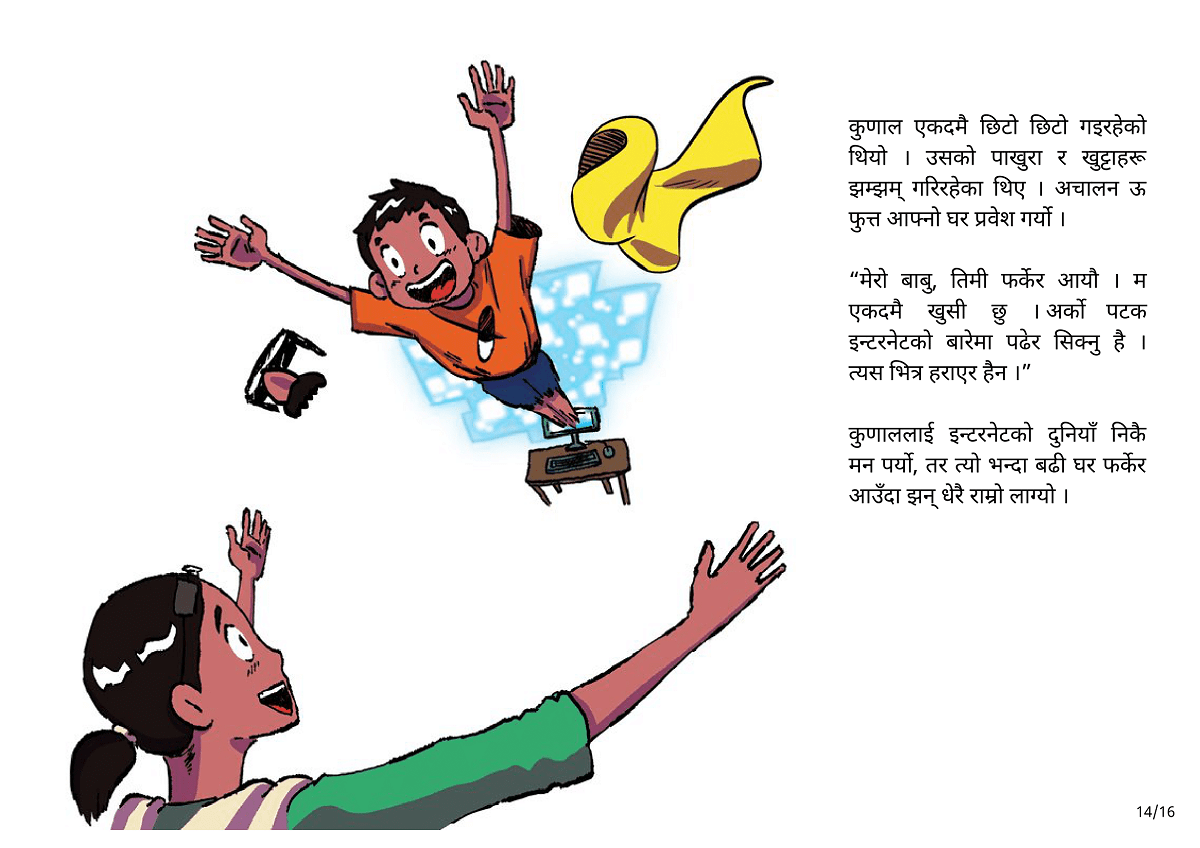 कुणाल एकदमै छिटो छिटो गइरहेको
थियो । उसको पाखुरा र खुट्टाहरू
झम्झम् गरिरहेका थिए । अचालन ऊ
फुत्त आफ्नो घर प्रवेश गर्यो ।
“मेरो बाबु, तिमी फर्केर आयौ । म
एकदमै खुसी छु । अर्को पटक
इन्टरनेटको बारेमा पढेर सिक्नु है ।
त्यस भित्र हराएर हैन ।”
कुणाललाई इन्टरनेटको दुनियाँ निकै
मन पर्यो, तर त्यो भन्दा बढी घर फर्केर
आउँदा झन् धेरै राम्रो लाग्यो ।
14/16